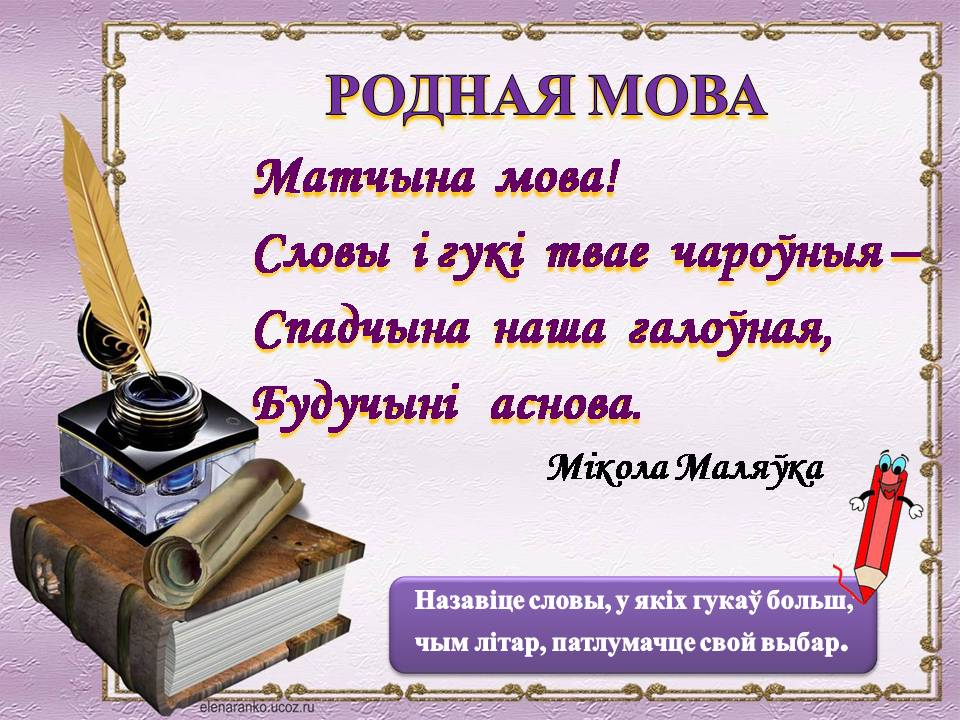 РОДНАЯ МОВА
Матчына мова!
Словы і гукі твае чароўныя –
Спадчына наша галоўная,
Будучыні аснова.
Мікола Маляўка
Назавіце словы, у якіх гукаў больш,
чым літар, патлумачце свой выбар.
elenaranko.ucoz.ru